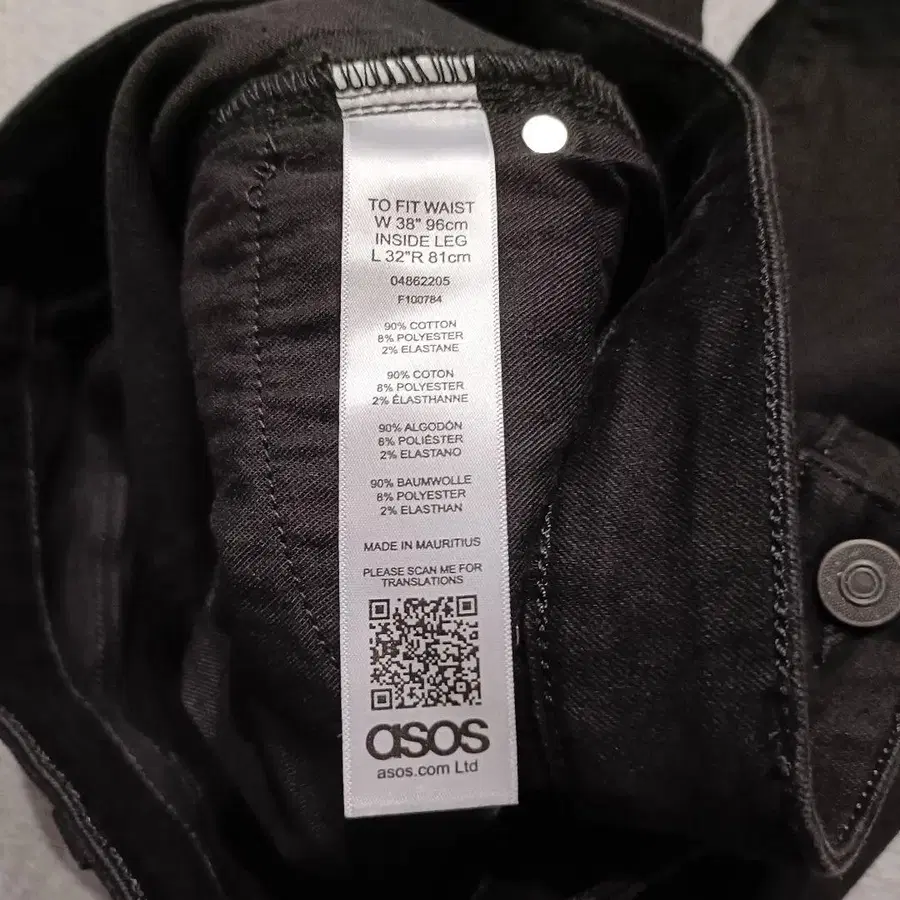 TO FIT WAIST
W 38" 96cm
INSIDE LEG
L 32"R 81cm
04862205
F100784
90% COTTON
8% POLYESTER
2% ELASTANE
90% COTON
8% POLYESTER
2% ÉLASTHANNE
90% ALGODÓN
8% POLIÉSTER
2% ELASTANO
90% BAUMWOLLE
8% POLYESTER
2% ELASTHAN
MADE IN MAURITIUS
PLEASE SCAN ME FOR
TRANSLATIONS
asos
asos.com Ltd